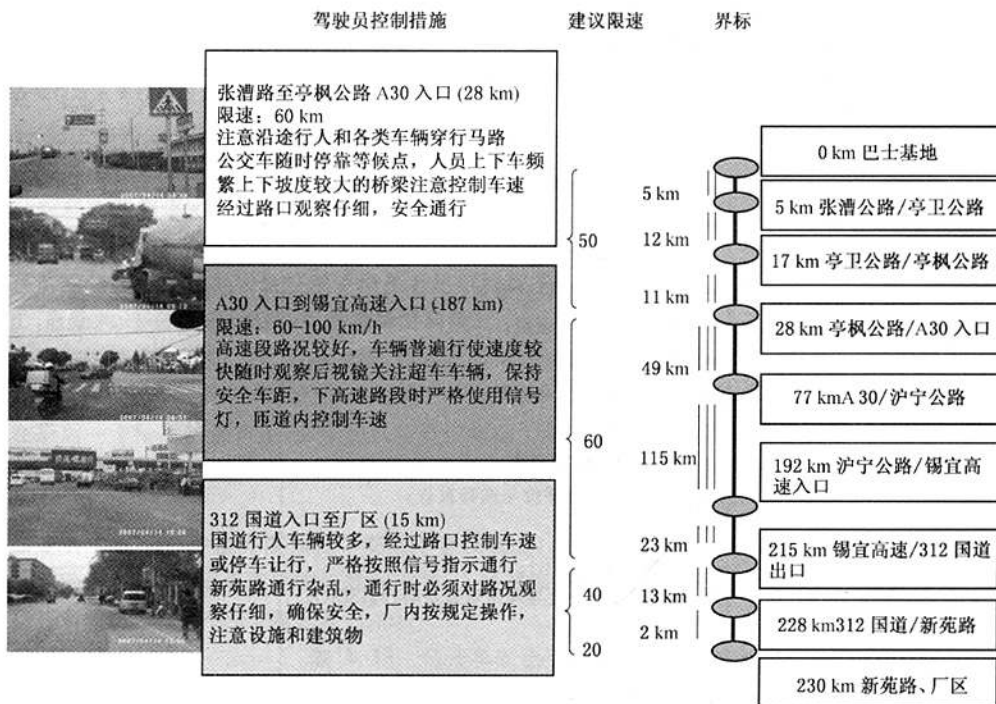 驾驶员控制措施
建议限速
界标
张漕路至亭枫公路 A30 入口 (28 km)
限速：60 km
注意沿途行人和各类车辆穿行马路
公交车随时停靠等候点，人员上下车频
繁上下坡度较大的桥梁注意控制车速
经过路口观察仔细，安全通行
A30 入口到锡宜高速入口 (187 km)
限速：60-100 km/h
高速段路况较好，车辆普遍行使速度较
快随时观察后视镜关注超车车辆，保持
安全车距，下高速路段时严格使用信号
灯，匝道内控制车速
312 国道入口至厂区 (15 km)
国道行人车辆较多，经过路口控制车速
或停车让行，严格按照信号指示通行
新苑路通行杂乱，通行时必须对路况观
察仔细，确保安全，厂内按规定操作，
注意设施和建筑物
50
60
40
20
5 km
12 km
11 km
49 km
115 km
23 km
13 km
2 km
0 km 巴士基地
5 km 张漕公路/亭卫公路
17 km 亭卫公路/亭枫公路
28 km 亭枫公路/A30 入口
77 kmA 30/沪宁公路
192 km 沪宁公路/锡宜高
速入口
215 km 锡宜高速/312 国道
出口
228 km312 国道/新苑路
230 km 新苑路、厂区